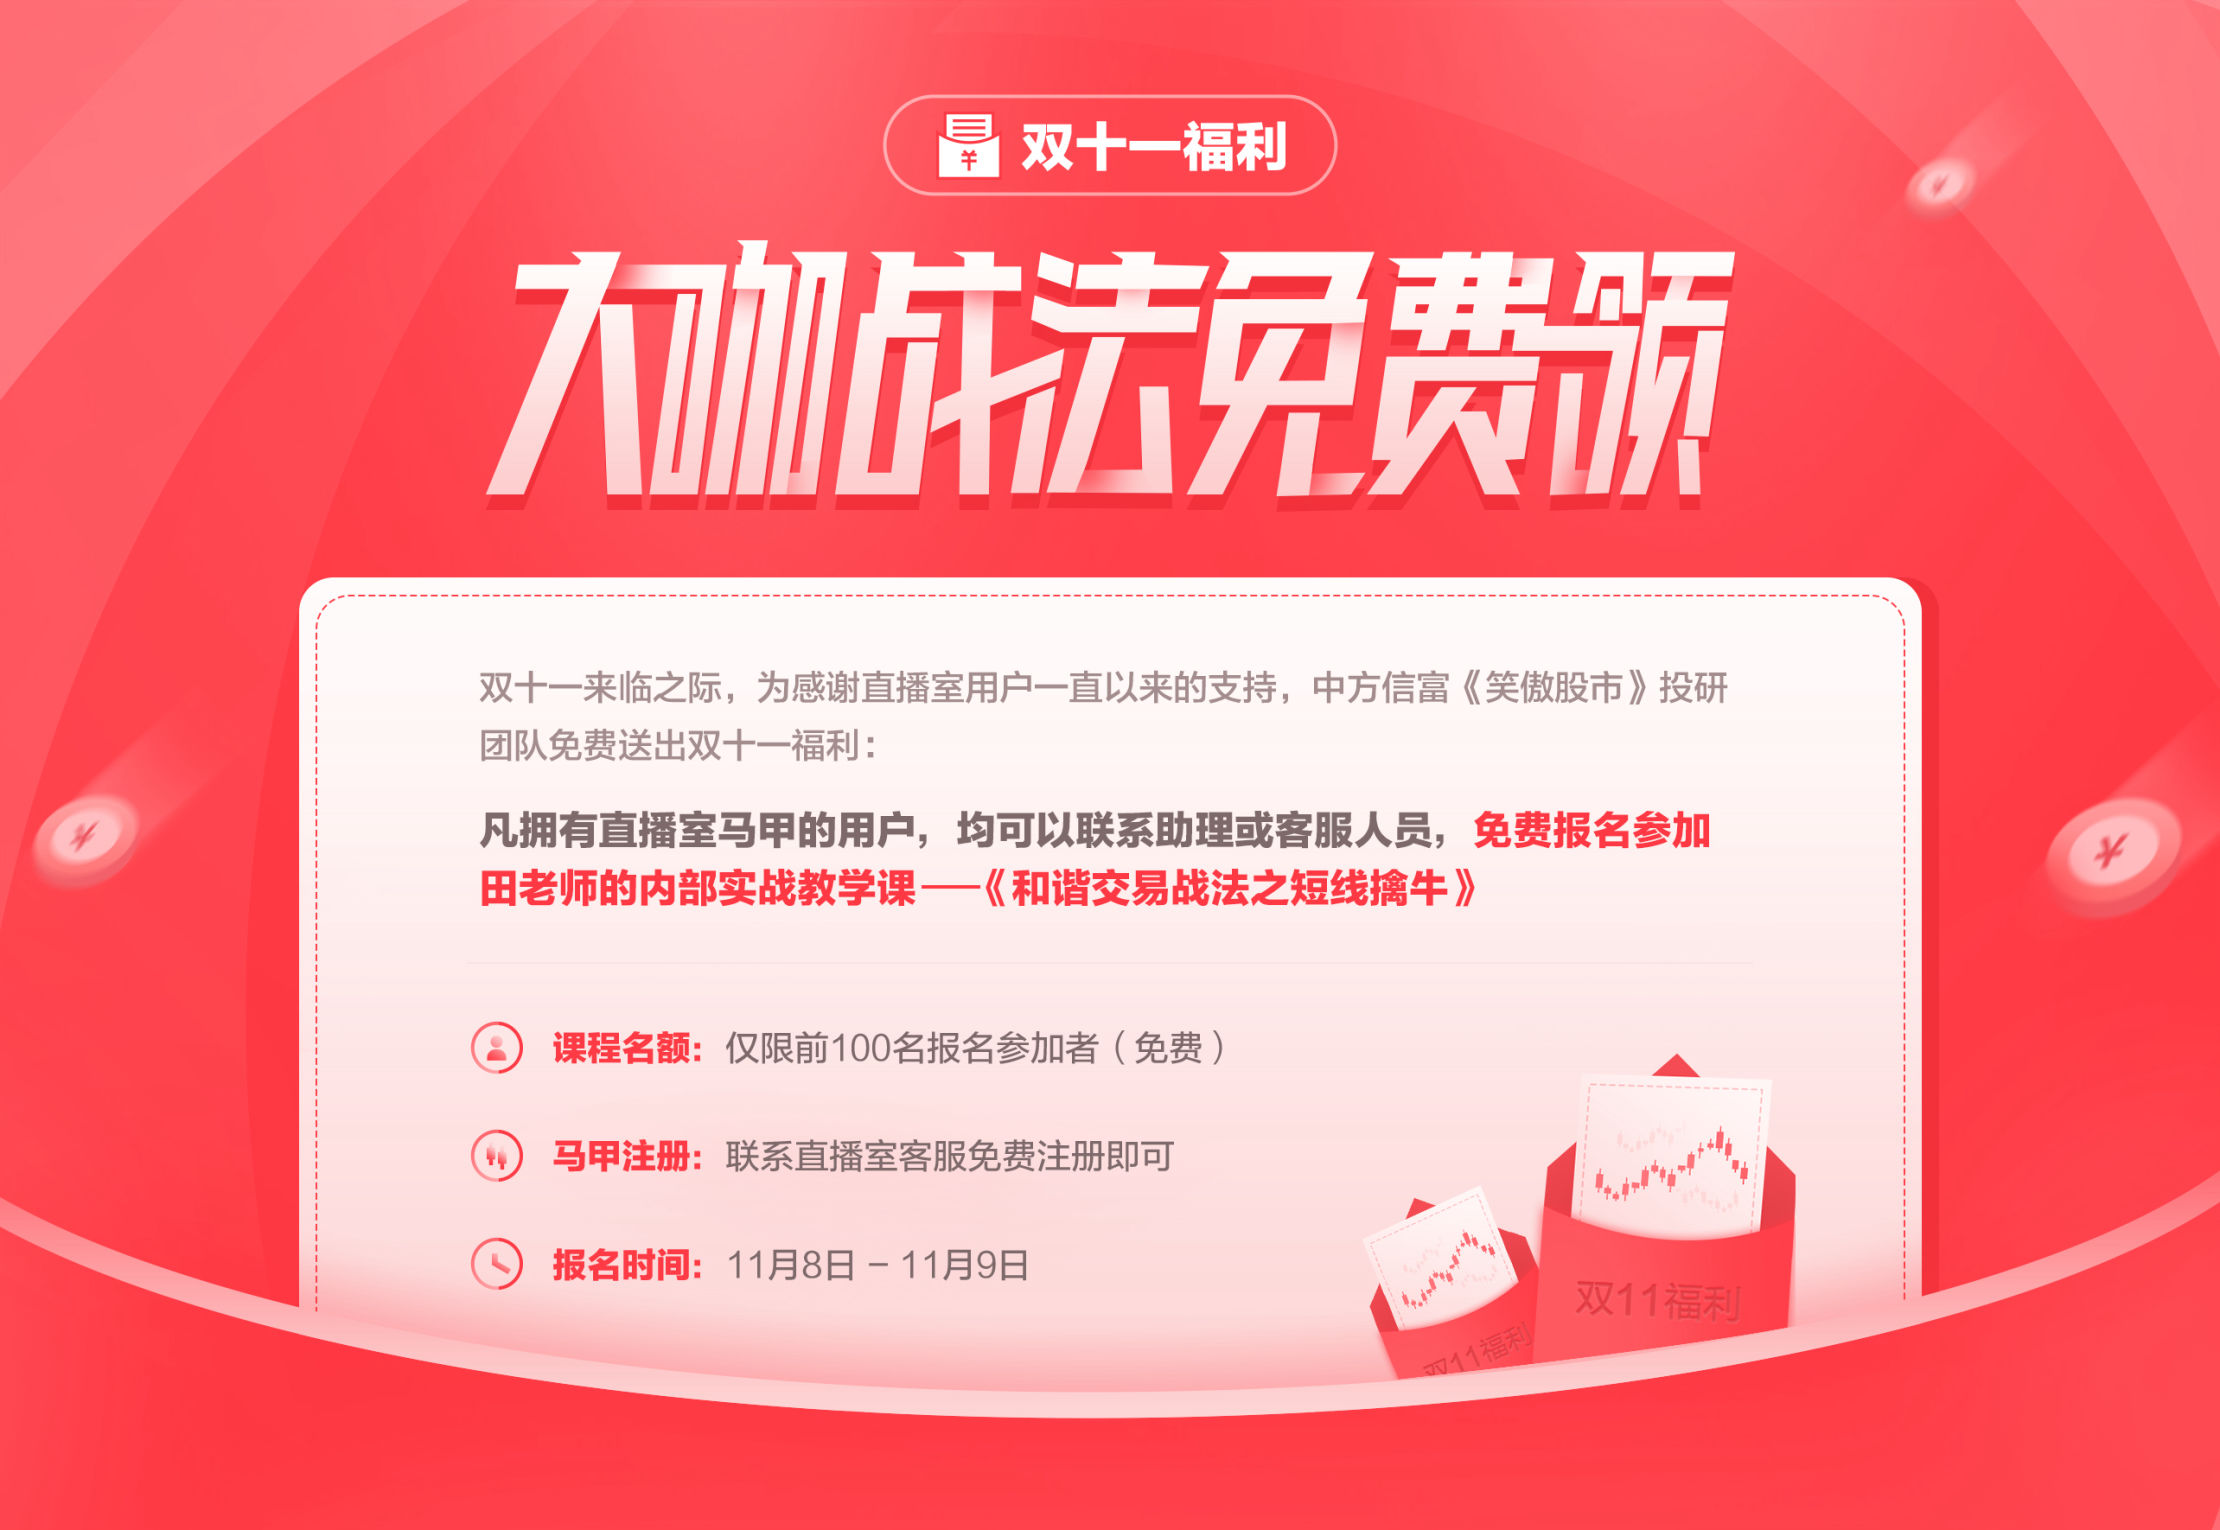 双十一福利
大咖战法免费领
双十一来临之际，为感谢直播室用户一直以来的支持，中方信富《笑傲股市》投研
团队免费送出双十一福利：
凡拥有直播室马甲的用户，均可以联系助理或客服人员，免费报名参加
田老师的内部实战教学课——《和谐交易战法之短线擒牛》
课程名额：仅限前100名报名参加者（免费）
马甲注册：联系直播室客服免费注册即可
报名时间：11月8日 – 11月9日
双11福利
双11福利